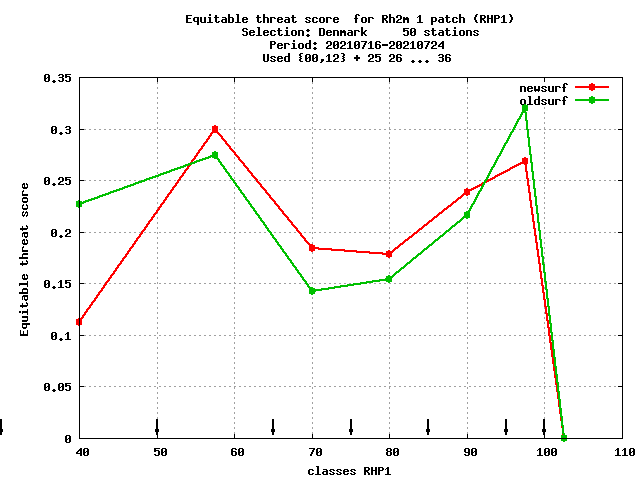 Equitable threat score  for Rh2m 1 patch (RHP1)
Selection: Denmark     50 stations
Period: 20210716-20210724
Used {00,12} + 25 26 ... 36
0.35
newsurf
oldsurf
0.3
0.25
0.2
0.15
0.1
0.05
0
Equitable threat score
40 50 60 70 80 90 100 110
classes RHP1